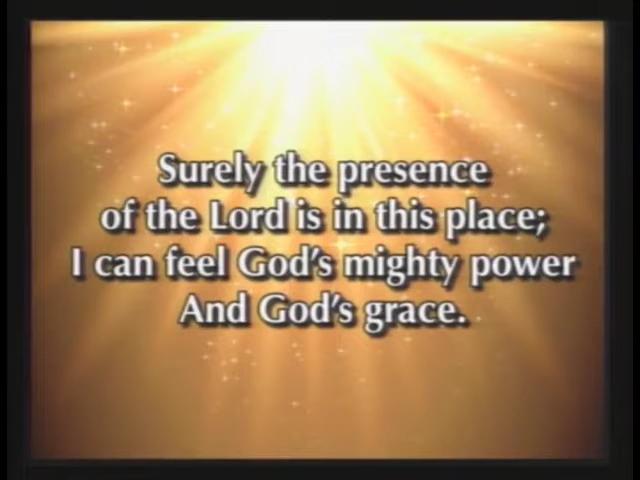 Surely the presence
of the Lord is in this place;
I can feel God's mighty power
And God's grace.